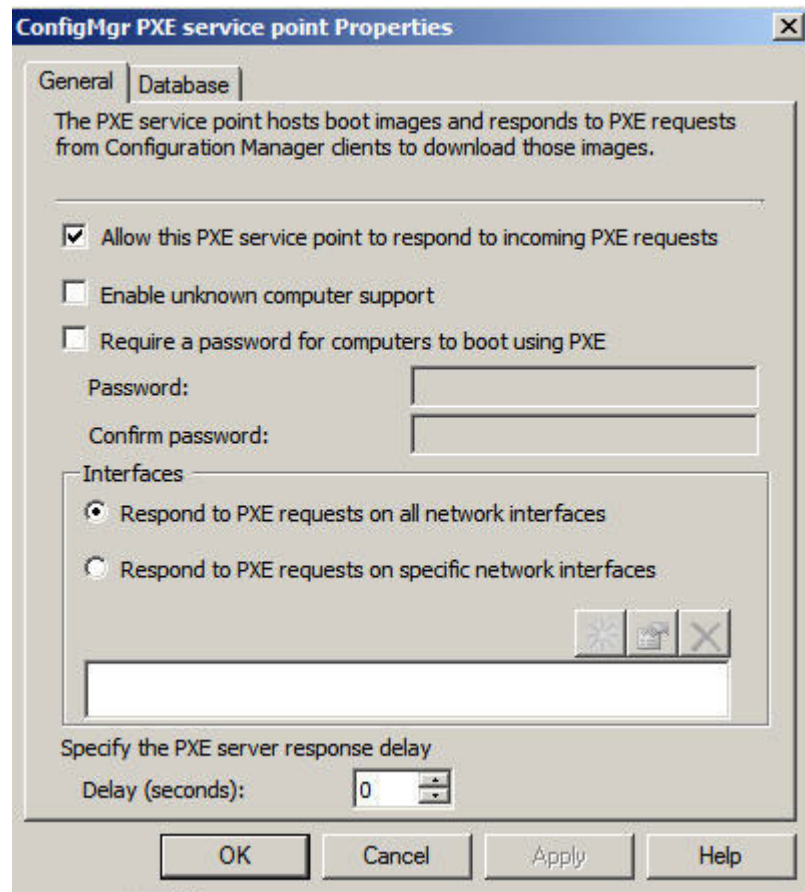 ConfigMgr PXE service point Properties
General
Database
The PXE service point hosts boot images and responds to PXE requests
from Configuration Manager clients to download those images.
Allow this PXE service point to respond to incoming PXE requests
Enable unknown computer support
Require a password for computers to boot using PXE
Password:
Confirm password:
Interfaces
Respond to PXE requests on all network interfaces
Respond to PXE requests on specific network interfaces
Specify the PXE server response delay
Delay (seconds):
0
OK
Cancel
Apply
Help